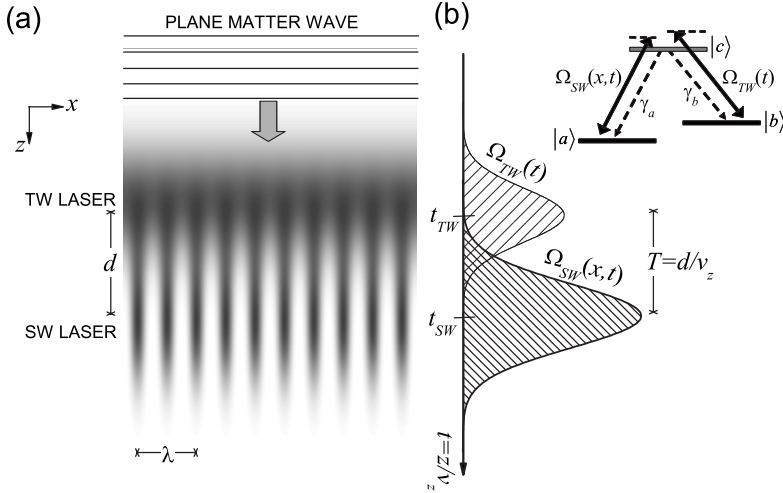 (a)
PLANE MATTER WAVE
x
z
TW LASER
d
SW LASER
λ
(b)
|c⟩
Ω_SW(x,t)
Ω_TW(t)
γ_a
γ_b
|a⟩
|b⟩
Ω_TW(t)
t_TW
Ω_SW(x,t)
T=d/v_z
t_SW
t=z/v_z